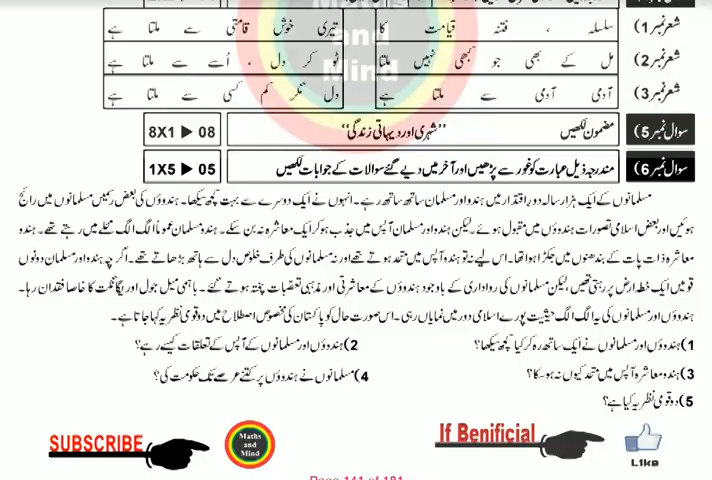 شعر نمبر 1) سلسلہ ، فتنہ قیامت کا تیری خوش قامتی سے ملتا ہے
شعر نمبر 2) مل کے بھی جو کبھی نہیں ملتا ٹوٹ کر دل ، اُسے سے ملتا ہے
شعر نمبر 3) آدمی آدمی سے ملتا ہے دل مگر کم کسی سے ملتا ہے
سوال نمبر 5) مضمون لکھیں "شہری اور دیہاتی زندگی" 8X1 ▶ 08
سوال نمبر 6) مندرجہ ذیل عبارت کو غور سے پڑھیں اور آخر میں دیے گئے سوالات کے جوابات لکھیں 1X5 ▶ 05
مسلمانوں کے ایک ہزار سالہ دورِ اقتدار میں ہندو اور مسلمان ساتھ ساتھ رہے۔ انہوں نے ایک دوسرے سے بہت کچھ سیکھا۔ ہندوؤں کی بعض رسمیں مسلمانوں میں رائج
ہوئیں اور بعض اسلامی تصورات ہندوؤں میں مقبول ہوئے۔ لیکن ہندو اور مسلمان آپس میں جذب ہو کر ایک معاشرہ نہ بن سکے۔ ہندو مسلمان عموماً الگ الگ محلے میں رہتے تھے۔ ہندو
معاشرہ ذات پات کے بندھنوں میں جکڑا ہوا تھا۔ اس لیے نہ تو ہندو آپس میں متحد ہوتے تھے اور نہ مسلمانوں کی طرف خلوص دل سے ہاتھ بڑھاتے تھے۔ اگرچہ ہندو اور مسلمان دونوں
قومیں ایک خطہ ارض پر رہتی تھیں، لیکن مسلمانوں کی رواداری کے باوجود ہندوؤں کے معاشرتی اور مذہبی تعصبات پختہ ہوتے گئے۔ باہمی میل جول اور یگانگت کا خاصا فقدان رہا۔
ہندوؤں اور مسلمانوں کی یہ الگ الگ حیثیت پورے اسلامی دور میں نمایاں رہی۔ اس صورت حال کو پاکستان کی مخصوص اصطلاح میں دو قومی نظریہ کہا جاتا ہے۔
1) ہندوؤں اور مسلمانوں نے ایک ساتھ رہ کر کیا کچھ سیکھا؟ 2) ہندوؤں اور مسلمانوں کے آپس کے تعلقات کیسے رہے؟
3) ہندو معاشرہ آپس میں متحد کیوں نہ ہو سکا؟ 4) مسلمانوں نے ہندوؤں پر کتنے عرصے تک حکومت کی؟
5) دو قومی نظریہ کیا ہے؟
SUBSCRIBE Maths and Mind If Benificial Like
Page 141 of 181